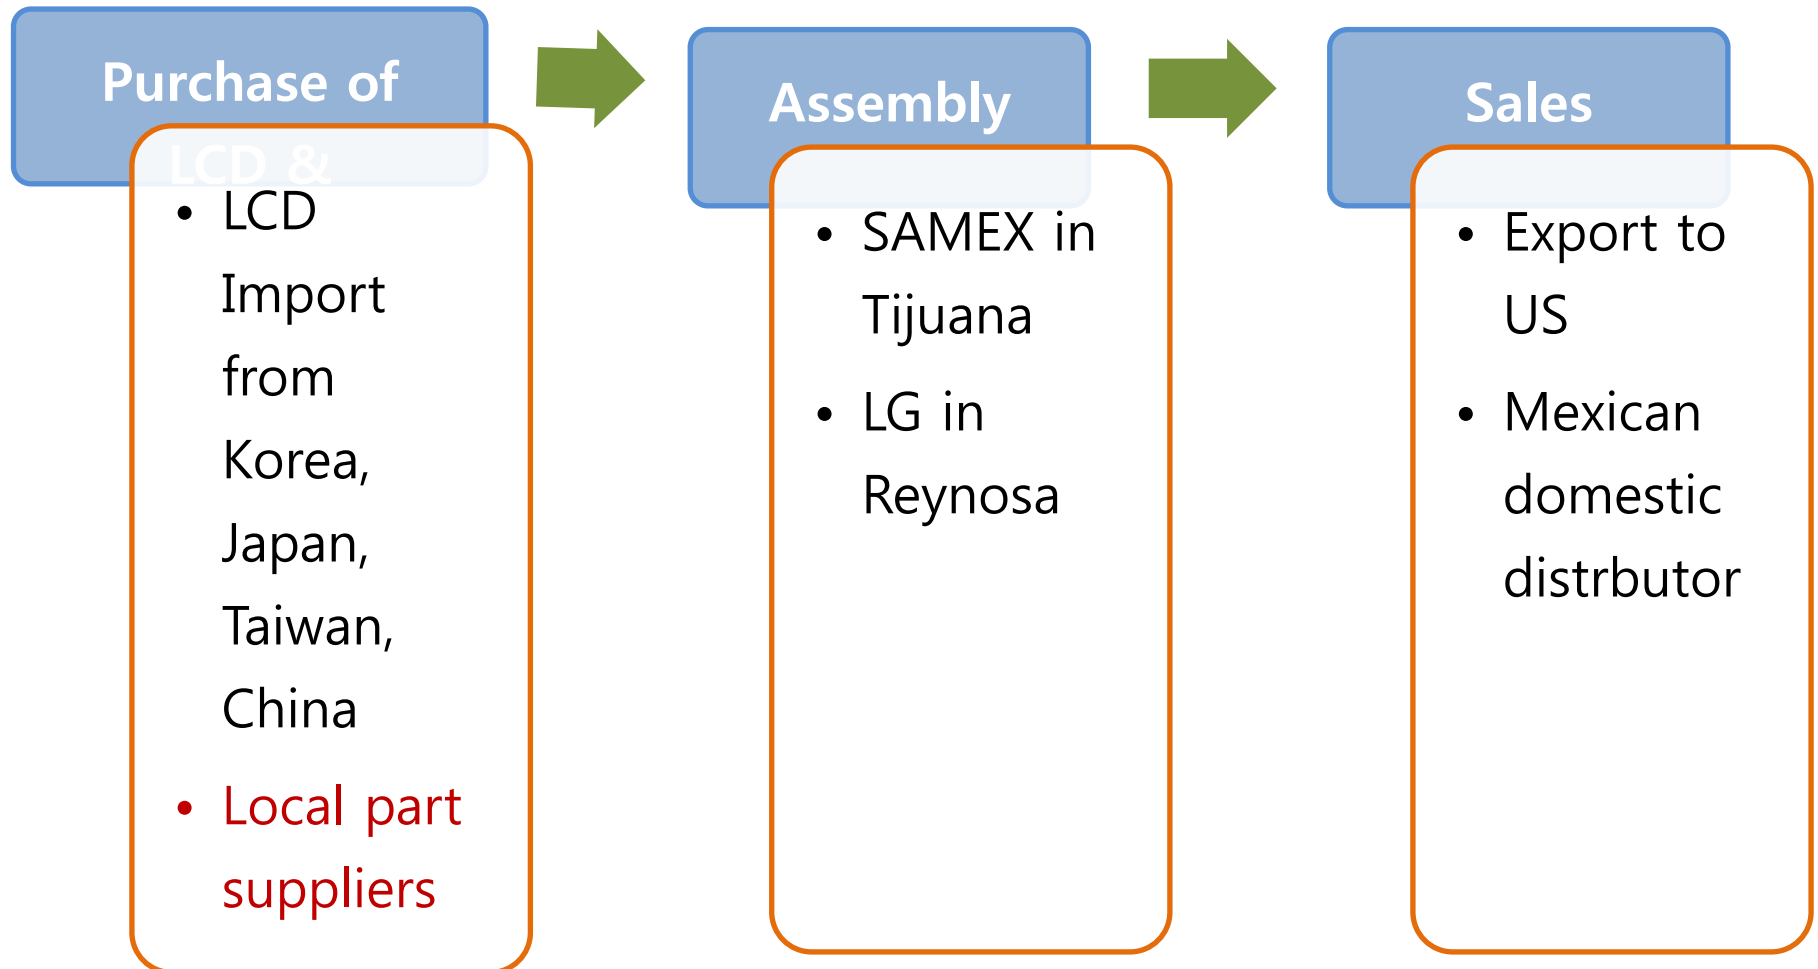 Purchase of
LCD &
• LCD
Import
from
Korea,
Japan,
Taiwan,
China
• Local part
suppliers
Assembly
• SAMEX in
Tijuana
• LG in
Reynosa
Sales
• Export to
US
• Mexican
domestic
distrbutor